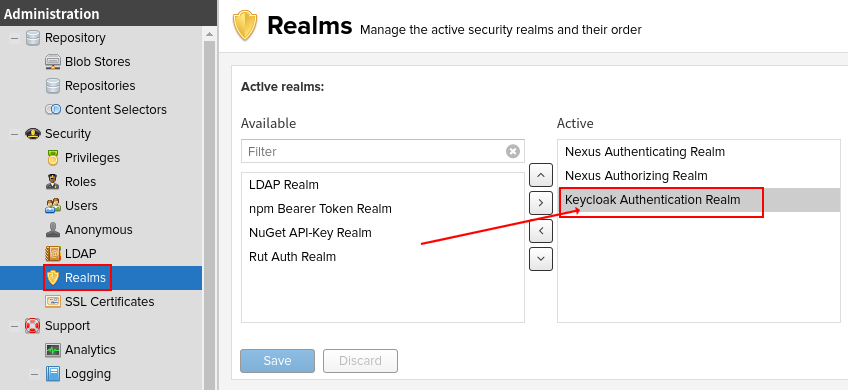 Administration
Repository
Blob Stores
Repositories
Content Selectors
Security
Privileges
Roles
Users
Anonymous
LDAP
Realms
SSL Certificates
Support
Analytics
Logging
Realms Manage the active security realms and their order
Active realms:
Available
Filter
LDAP Realm
npm Bearer Token Realm
NuGet API-Key Realm
Rut Auth Realm
Active
Nexus Authenticating Realm
Nexus Authorizing Realm
Keycloak Authentication Realm
Save
Discard